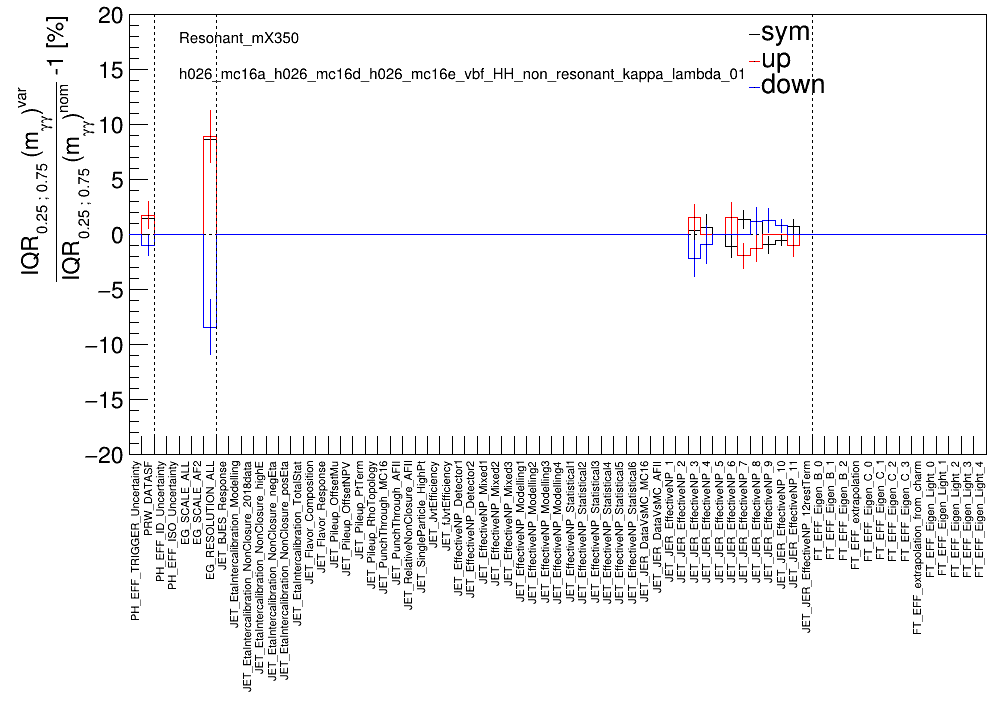 IQR0.25 ; 0.75 (mγγ)var
IQR0.25 ; 0.75 (mγγ)nom -1 [%]
20
15
10
5
0
−5
−10
−15
−20
Resonant_mX350
h026_mc16a_h026_mc16d_h026_mc16e_vbf_HH_non_resonant_kappa_lambda_01
sym
up
down
PH_EFF_TRIGGER_Uncertainty
PRW_DATASF
PH_EFF_ID_Uncertainty
PH_EFF_ISO_Uncertainty
EG_SCALE_ALL
EG_SCALE_AF2
EG_RESOLUTION_ALL
JET_BJES_Response
JET_EtaIntercalibration_Modelling
JET_EtaIntercalibration_NonClosure_2018data
JET_EtaIntercalibration_NonClosure_highE
JET_EtaIntercalibration_NonClosure_negEta
JET_EtaIntercalibration_NonClosure_posEta
JET_EtaIntercalibration_TotalStat
JET_Flavor_Composition
JET_Flavor_Response
JET_Pileup_OffsetMu
JET_Pileup_OffsetNPV
JET_Pileup_PtTerm
JET_Pileup_RhoTopology
JET_PunchThrough_MC16
JET_PunchThrough_AFII
JET_RelativeNonClosure_AFII
JET_SingleParticle_HighPt
JET_JvtEfficiency
JET_fJvtEfficiency
JET_EffectiveNP_Detector1
JET_EffectiveNP_Detector2
JET_EffectiveNP_Mixed1
JET_EffectiveNP_Mixed2
JET_EffectiveNP_Mixed3
JET_EffectiveNP_Modelling1
JET_EffectiveNP_Modelling2
JET_EffectiveNP_Modelling3
JET_EffectiveNP_Modelling4
JET_EffectiveNP_Statistical1
JET_EffectiveNP_Statistical2
JET_EffectiveNP_Statistical3
JET_EffectiveNP_Statistical4
JET_EffectiveNP_Statistical5
JET_EffectiveNP_Statistical6
JET_JER_DataVsMC_MC16
JET_JER_DataVsMC_AFII
JET_JER_EffectiveNP_1
JET_JER_EffectiveNP_2
JET_JER_EffectiveNP_3
JET_JER_EffectiveNP_4
JET_JER_EffectiveNP_5
JET_JER_EffectiveNP_6
JET_JER_EffectiveNP_7
JET_JER_EffectiveNP_8
JET_JER_EffectiveNP_9
JET_JER_EffectiveNP_10
JET_JER_EffectiveNP_11
JET_JER_EffectiveNP_12restTerm
FT_EFF_Eigen_B_0
FT_EFF_Eigen_B_1
FT_EFF_Eigen_B_2
FT_EFF_extrapolation
FT_EFF_Eigen_C_0
FT_EFF_Eigen_C_1
FT_EFF_Eigen_C_2
FT_EFF_Eigen_C_3
FT_EFF_extrapolation_from_charm
FT_EFF_Eigen_Light_0
FT_EFF_Eigen_Light_1
FT_EFF_Eigen_Light_2
FT_EFF_Eigen_Light_3
FT_EFF_Eigen_Light_4